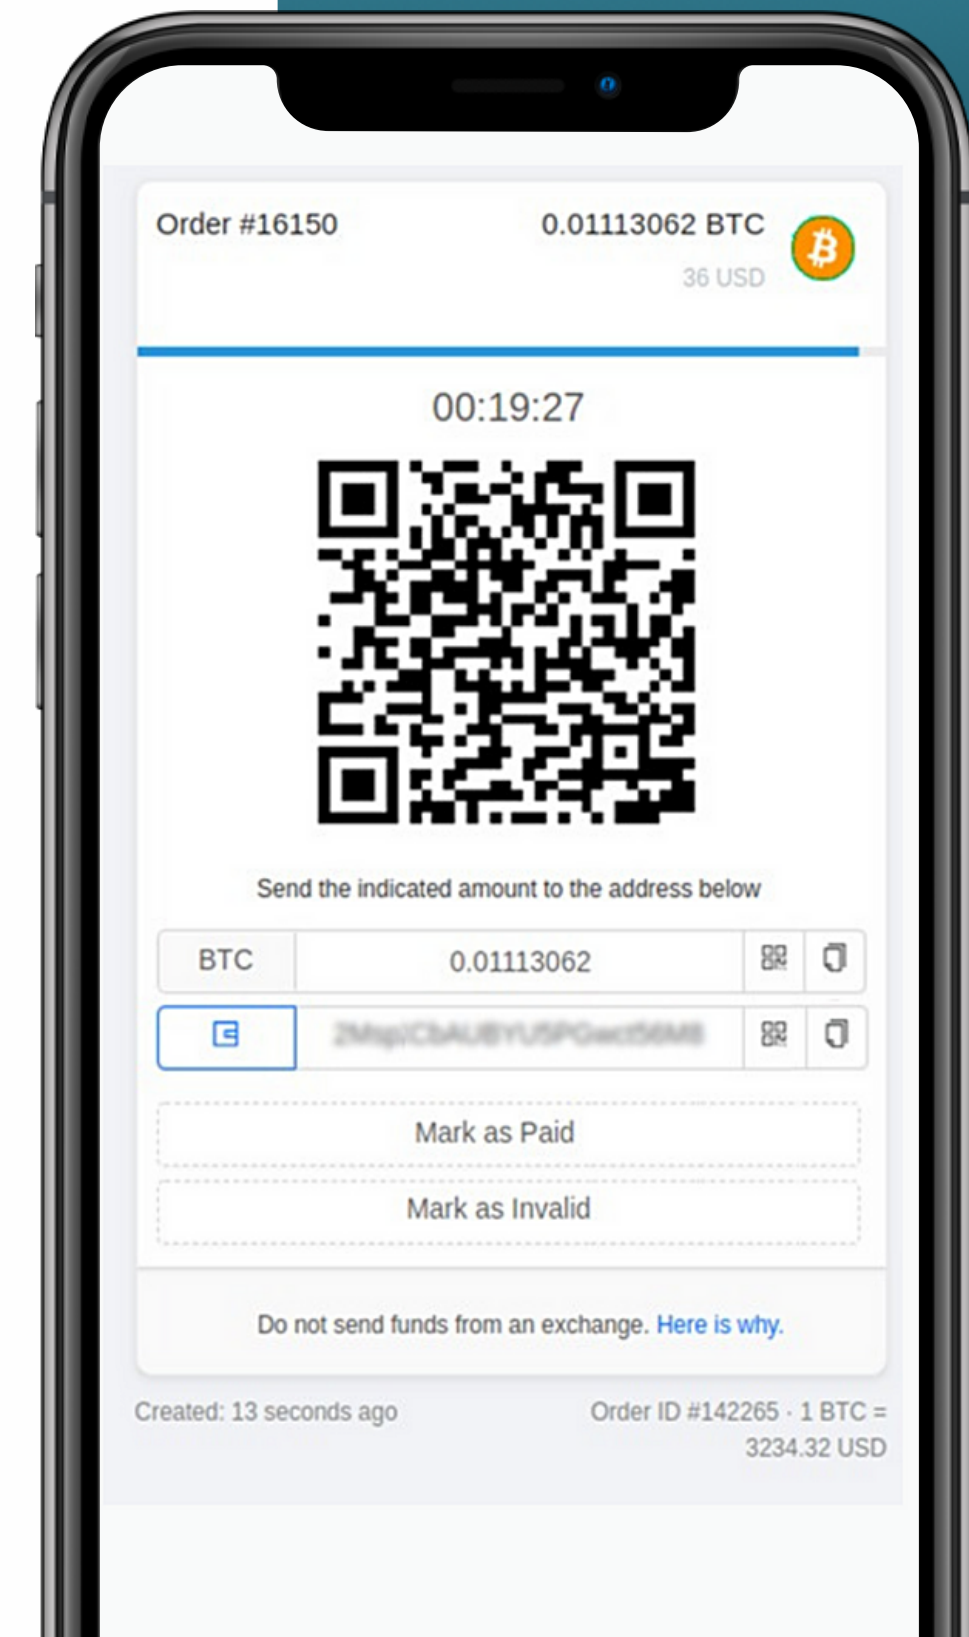 Order #16150
0.01113062 BTC
36 USD
00:19:27
Send the indicated amount to the address below
BTC
0.01113062
Mark as Paid
Mark as Invalid
Do not send funds from an exchange. Here is why.
Created: 13 seconds ago
Order ID #142265 · 1 BTC =
3234.32 USD